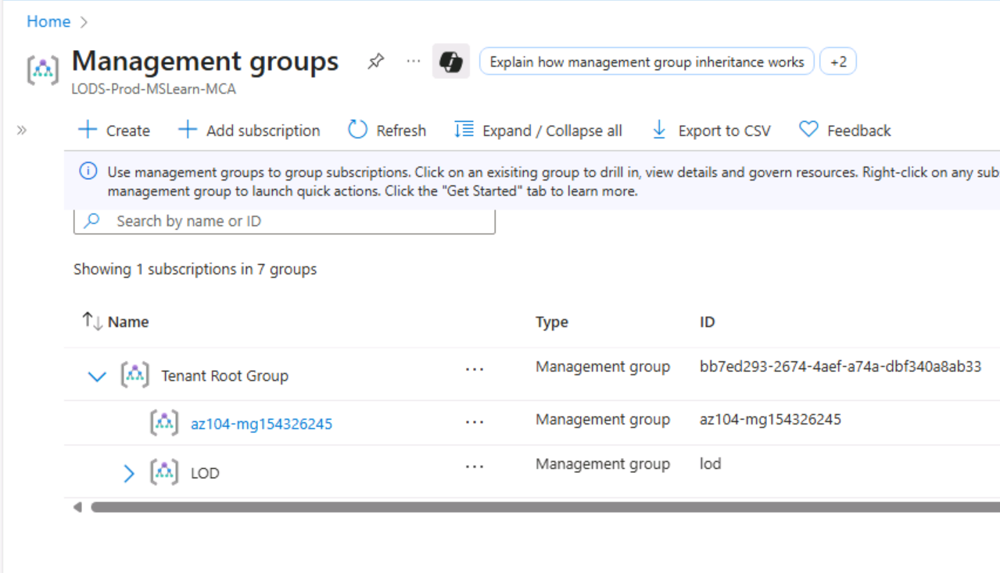 Home >
Management groups ... Explain how management group inheritance works +2
LODS-Prod-MSLearn-MCA
» + Create + Add subscription Refresh Expand / Collapse all Export to CSV Feedback
Use management groups to group subscriptions. Click on an exisiting group to drill in, view details and govern resources. Right-click on any sub
management group to launch quick actions. Click the "Get Started" tab to learn more.
Search by name or ID
Showing 1 subscriptions in 7 groups
↑↓ Name Type ID
Tenant Root Group ... Management group bb7ed293-2674-4aef-a74a-dbf340a8ab33
az104-mg154326245 ... Management group az104-mg154326245
LOD ... Management group lod